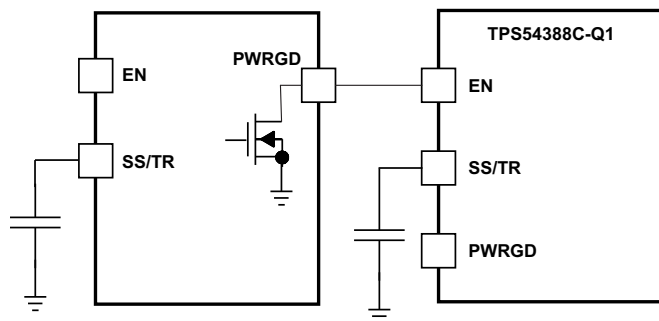 PWRGD
EN
SS/TR
TPS54388C-Q1
EN
SS/TR
PWRGD